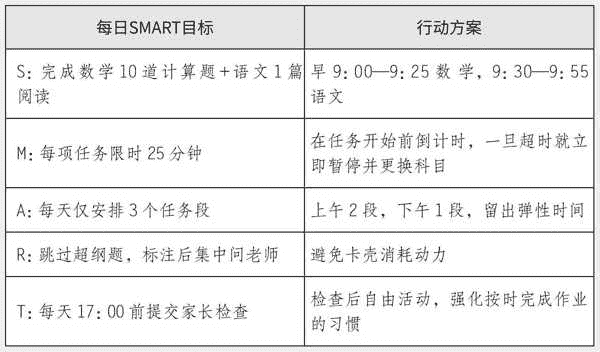 每日SMART目标
行动方案
S：完成数学10道计算题+语文1篇
阅读
早9：00—9：25数学，9：30—9：55
语文
M：每项任务限时25分钟
在任务开始前倒计时，一旦超时就立
即暂停并更换科目
A：每天仅安排3个任务段
上午2段，下午1段，留出弹性时间
R：跳过超纲题，标注后集中问老师
避免卡壳消耗动力
T：每天17：00前提交家长检查
检查后自由活动，强化按时完成作业
的习惯